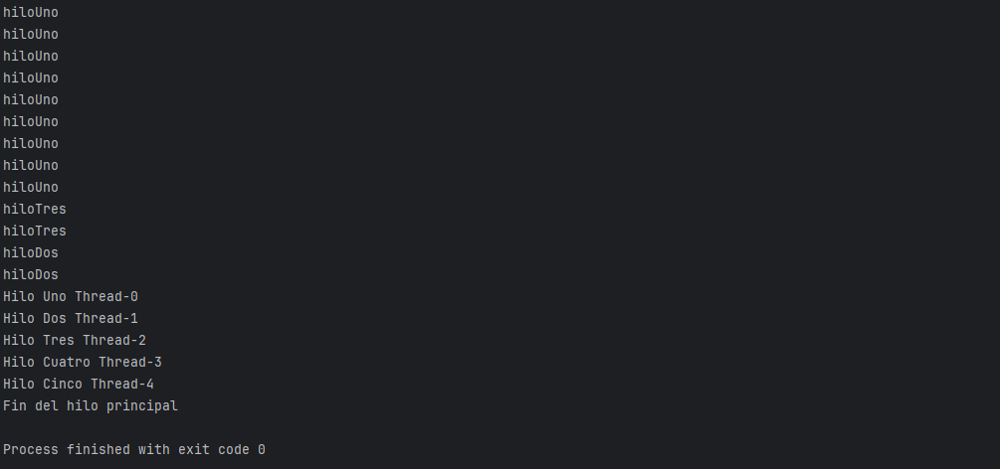 hiloUno
hiloUno
hiloUno
hiloUno
hiloUno
hiloUno
hiloUno
hiloUno
hiloUno
hiloTres
hiloTres
hiloDos
hiloDos
Hilo Uno Thread-0
Hilo Dos Thread-1
Hilo Tres Thread-2
Hilo Cuatro Thread-3
Hilo Cinco Thread-4
Fin del hilo principal
Process finished with exit code 0